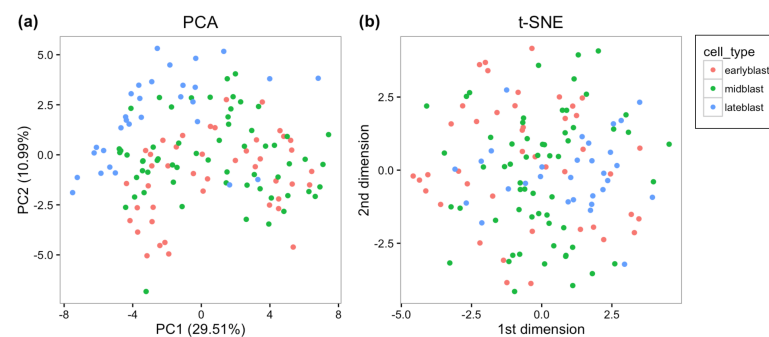 (a) PCA
PC2 (10.99%)
5.0
2.5
0.0
-2.5
-5.0
-8 -4 0 4 8
PC1 (29.51%)
(b) t-SNE
2nd dimension
2.5
0.0
-2.5
-5.0 -2.5 0.0 2.5
1st dimension
cell_type
earlyblast
midblast
lateblast